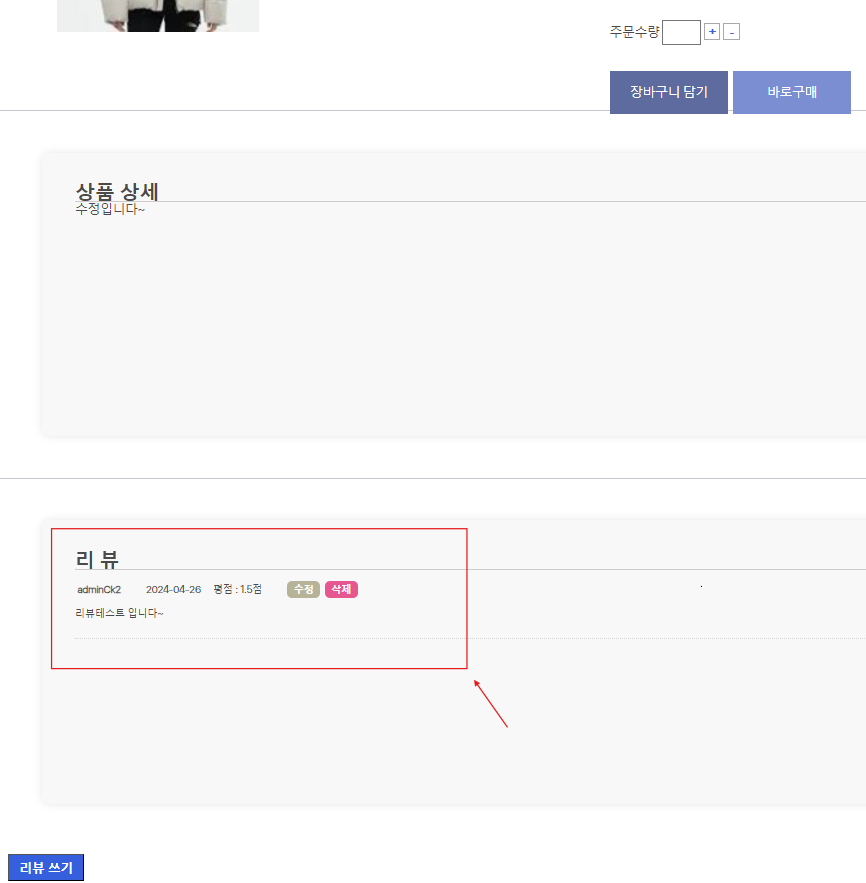 주문수량 + -
장바구니 담기 바로구매
상품 상세
수정입니다~
리 뷰
adminCk2 2024-04-26 평점 : 1.5점 수정 삭제
리뷰테스트 입니다~
리뷰 쓰기